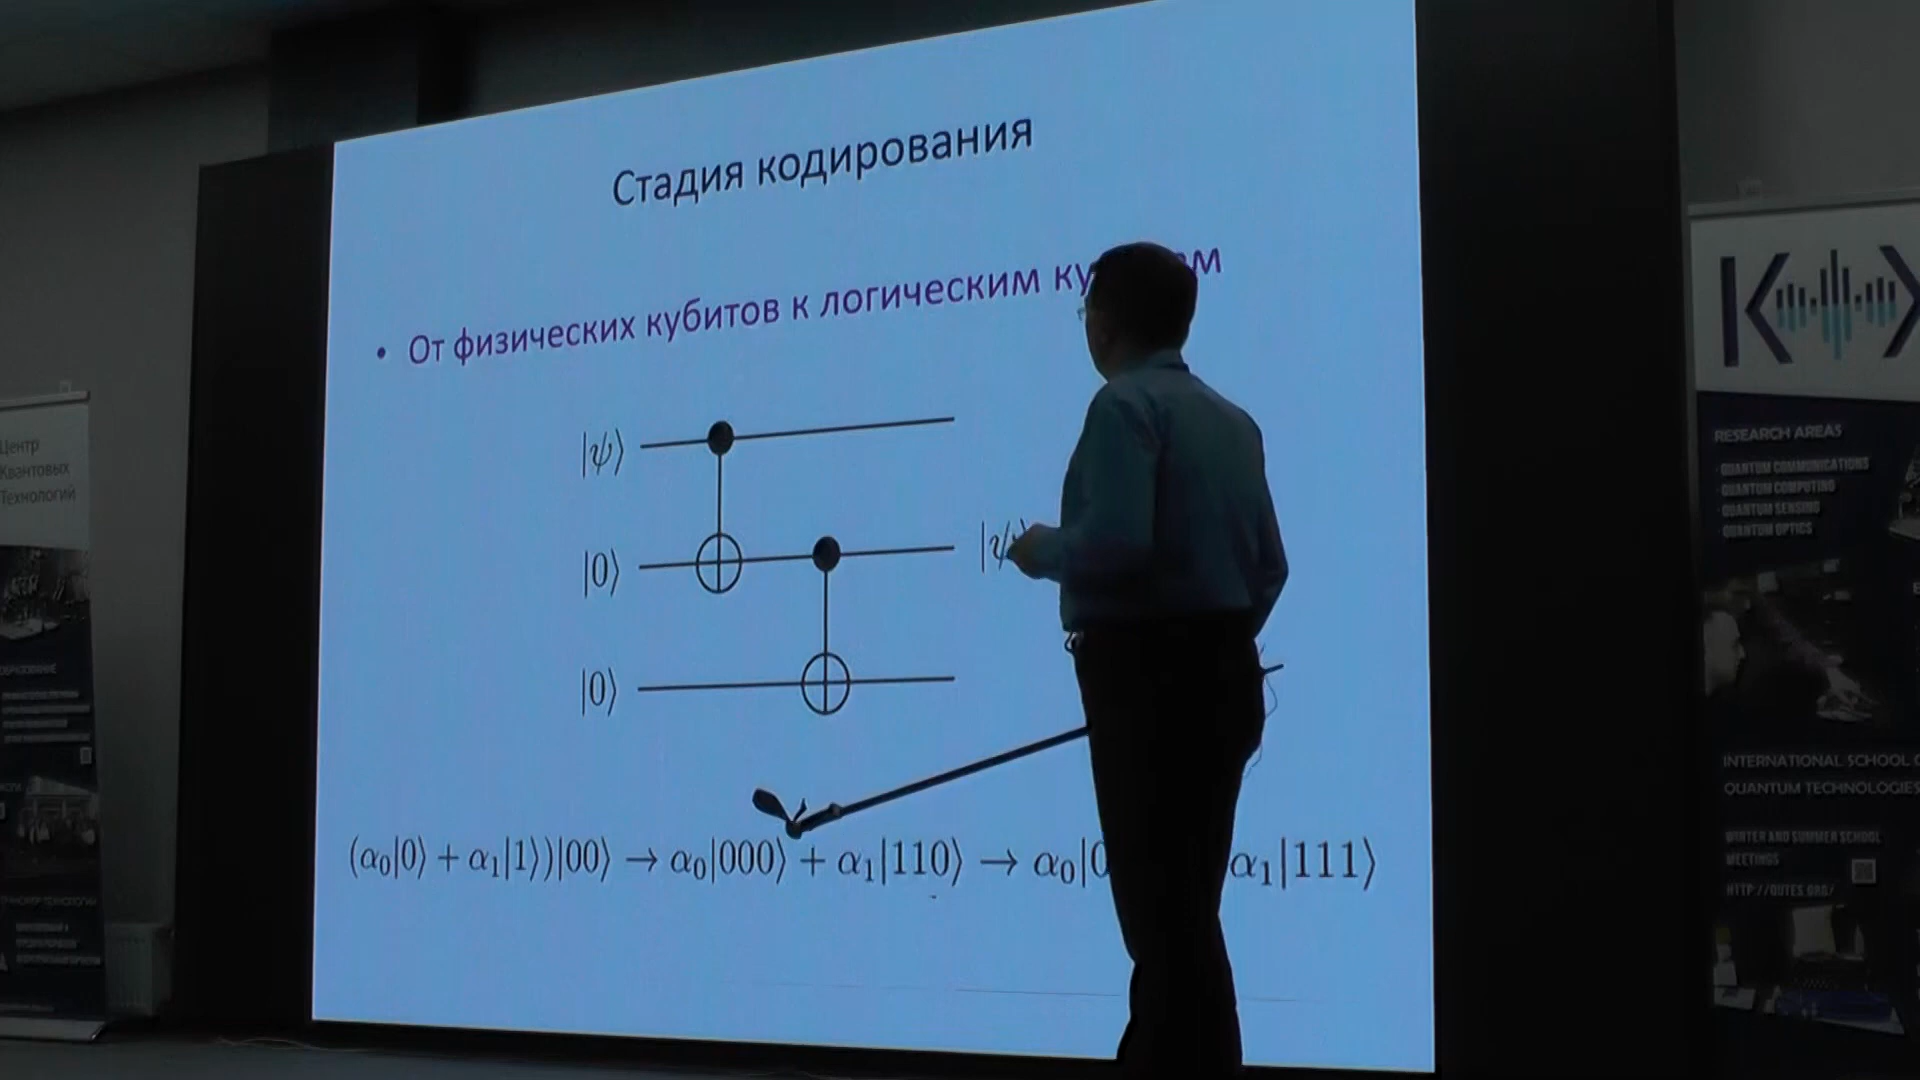 Стадия кодирования
• От физических кубитов к логическим
|ψ⟩
|0⟩
|0⟩
(α₀|0⟩ + α₁|1⟩)|00⟩ → α₀|000⟩ + α₁|110⟩ → α₀|0 α₁|111⟩
Центр
Квантовых
Технологий
RESEARCH AREAS
QUANTUM COMMUNICATIONS
QUANTUM COMPUTING
QUANTUM SENSING
QUANTUM OPTICS
INTERNATIONAL SCHOOL
QUANTUM TECHNOLOGIES
WINTER AND SUMMER SCHOOL
MEETINGS
HTTP://QUTES.ORG/